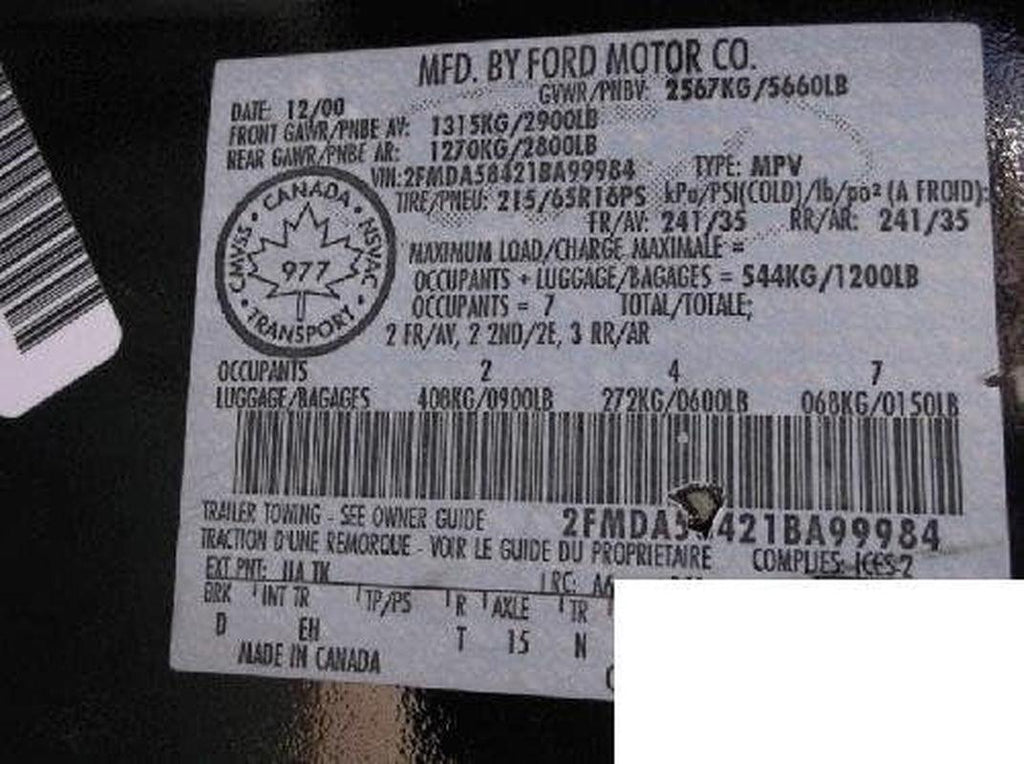 MFD. BY FORD MOTOR CO.
DATE: 12/00 GVWR/PNBV: 2567KG/5660LB
FRONT GAWR/PNBE AV: 1315KG/2900LB
REAR GAWR/PNBE AR: 1270KG/2800LB
VIN:2FMDA58421BA99984 TYPE: MPV
TIRE/PNEU: 215/65R16PS kPa/PSI(COLD)/lb/po² (A FROID):
FR/AV: 241/35 RR/AR: 241/35
MAXIMUM LOAD/CHARGE MAXIMALE =
OCCUPANTS + LUGGAGE/BAGAGES = 544KG/1200LB
OCCUPANTS = 7 TOTAL/TOTALE;
2 FR/AV, 2 2ND/2E, 3 RR/AR
CANADA
CMVSS 977 NSVAC
TRANSPORT
OCCUPANTS 2 4 7
LUGGAGE/BAGAGES 408KG/0900LB 272KG/0600LB 068KG/0150LB
TRAILER TOWING - SEE OWNER GUIDE 2FMDA5 421BA99984
TRACTION D'UNE REMORQUE - VOIR LE GUIDE DU PROPRIETAIRE COMPLIES: ICES-2
EXT PNT: UA TK RC:
BRK INT TR TP/PS R AXLE TR
D EH T 15 N
MADE IN CANADA